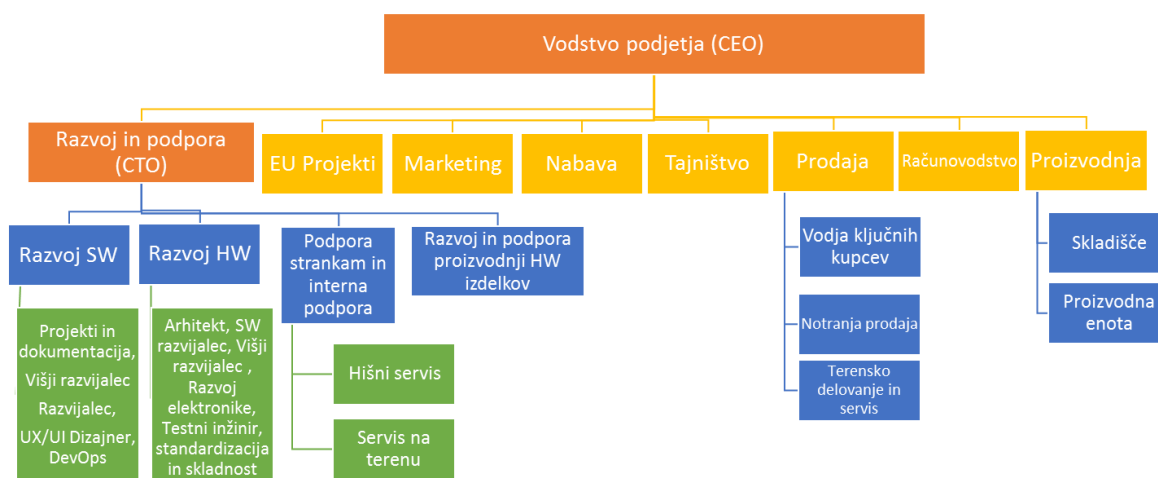 Vodstvo podjetja (CEO)
Razvoj in podpora
(CTO)
EU Projekti
Marketing
Nabava
Tajništvo
Prodaja
Računovodstvo
Proizvodnja
Razvoj SW
Razvoj HW
Podpora
strankam in
interna
podpora
Razvoj in podpora
proizvodnji HW
izdelkov
Vodja ključnih
kupcev
Notranja prodaja
Terensko
delovanje in
servis
Skladišče
Proizvodna
enota
Projekti in
dokumentacija,
Višji razvijalec
Razvijalec,
UX/UI Dizajner,
DevOps
Arhitekt, SW
razvijalec, Višji
razvijalec ,
Razvoj
elektronike,
Testni inžinir,
standardizacija
in skladnost
Hišni servis
Servis na
terenu